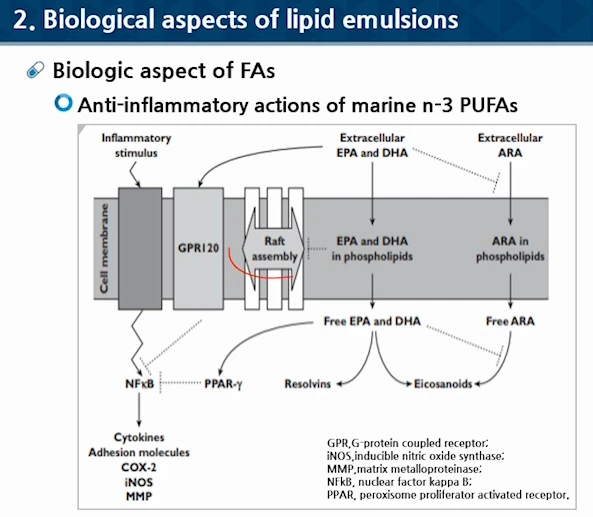 2. Biological aspects of lipid emulsions
Biologic aspect of FAs
Anti-inflammatory actions of marine n-3 PUFAs
Inflammatory
stimulus
Extracellular
EPA and DHA
Extracellular
ARA
Cell membrane
GPR120
Raft
assembly
EPA and DHA
in phospholipids
ARA in
phospholipids
Free EPA and DHA
Free ARA
NFκB
PPAR-γ
Resolvins
Eicosanoids
Cytokines
Adhesion molecules
COX-2
iNOS
MMP
GPR,G-protein coupled receptor;
iNOS,inducible nitric oxide synthase;
MMP,matrix metalloproteinase;
NFkB, nuclear factor kappa B;
PPAR, peroxisome proliferator activated receptor.